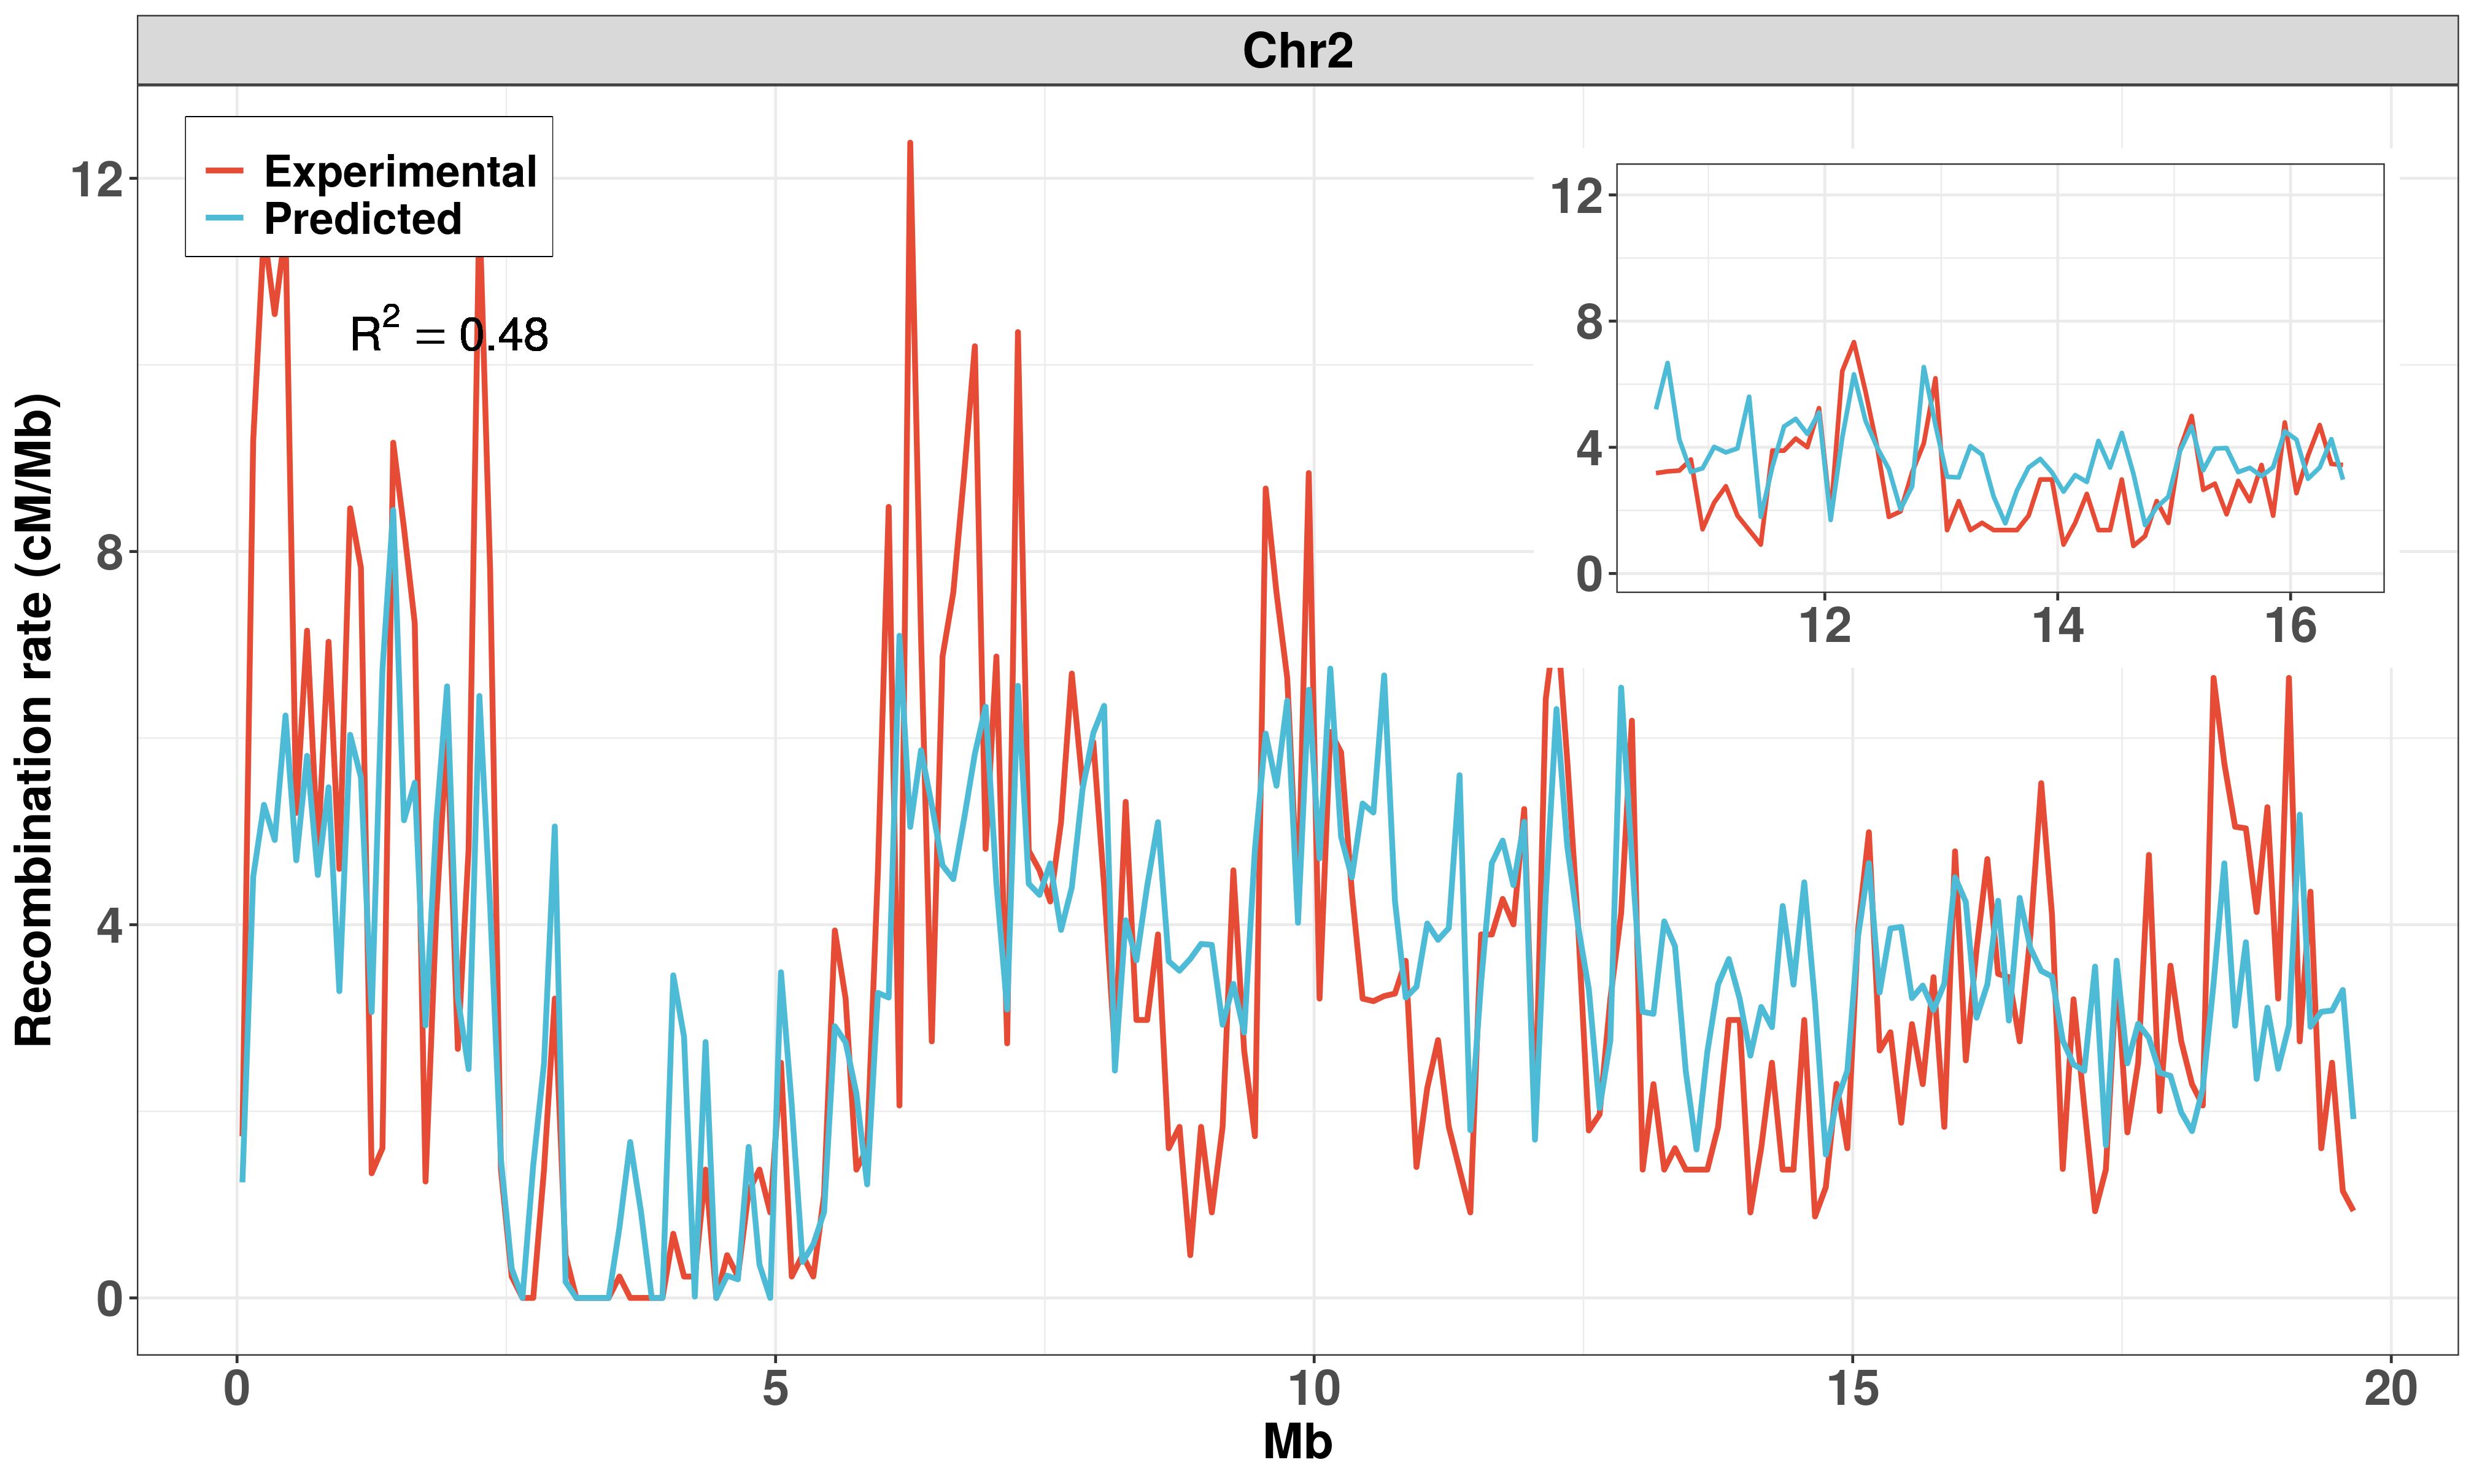 Chr2
Recombination rate (cM/Mb)
12
8
4
0
Experimental
Predicted
R² = 0.48
12
8
4
0
12 14 16
0 5 10 15 20
Mb